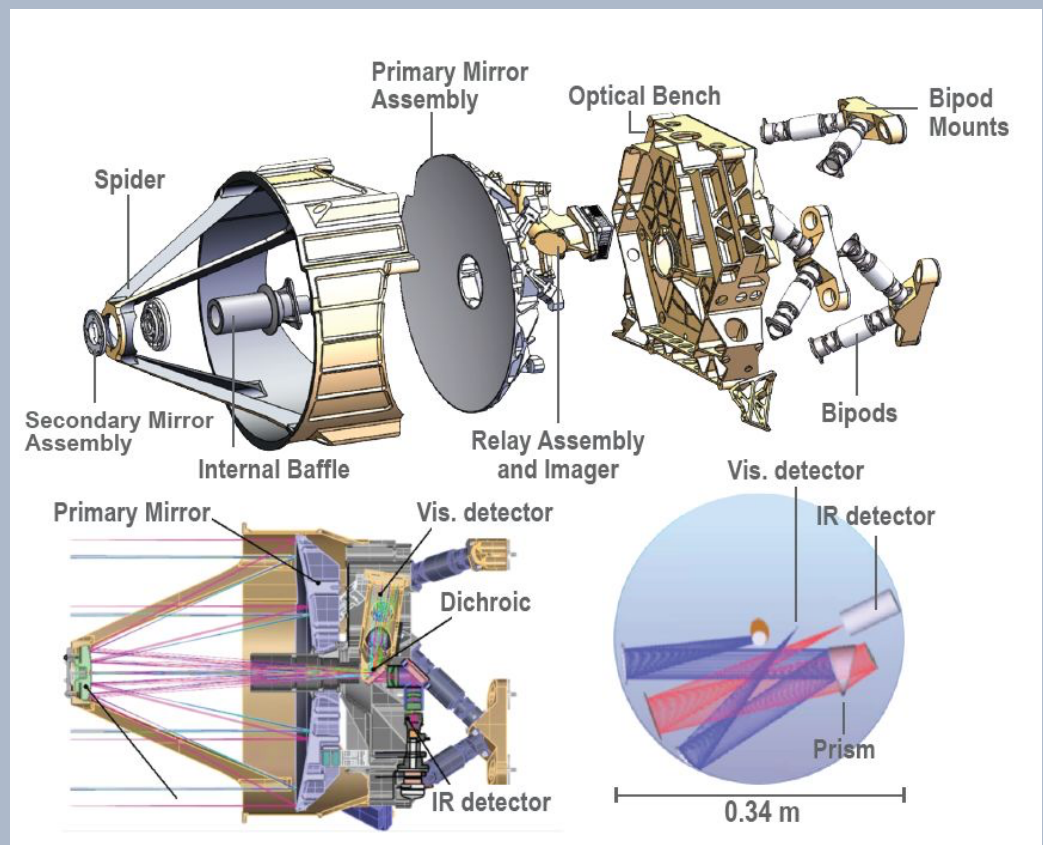 Primary Mirror
Assembly
Optical Bench
Bipod
Mounts
Spider
Secondary Mirror
Assembly
Internal Baffle
Relay Assembly
and Imager
Bipods
Primary Mirror
Vis. detector
Dichroic
IR detector
Vis. detector
IR detector
Prism
0.34 m